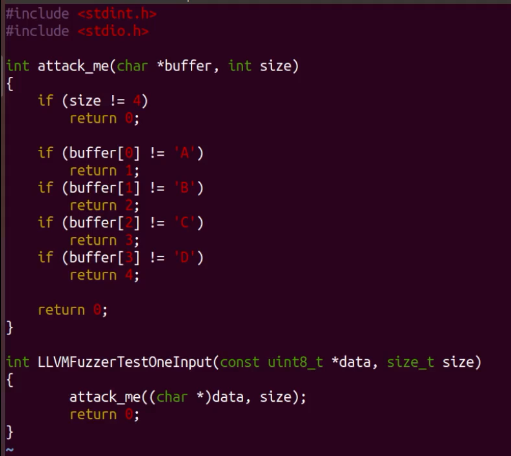 #include <stdint.h>
#include <stdio.h>

int attack_me(char *buffer, int size)
{
    if (size != 4)
        return 0;

    if (buffer[0] != 'A')
        return 1;
    if (buffer[1] != 'B')
        return 2;
    if (buffer[2] != 'C')
        return 3;
    if (buffer[3] != 'D')
        return 4;

    return 0;
}

int LLVMFuzzerTestOneInput(const uint8_t *data, size_t size)
{
        attack_me((char *)data, size);
        return 0;
}
~